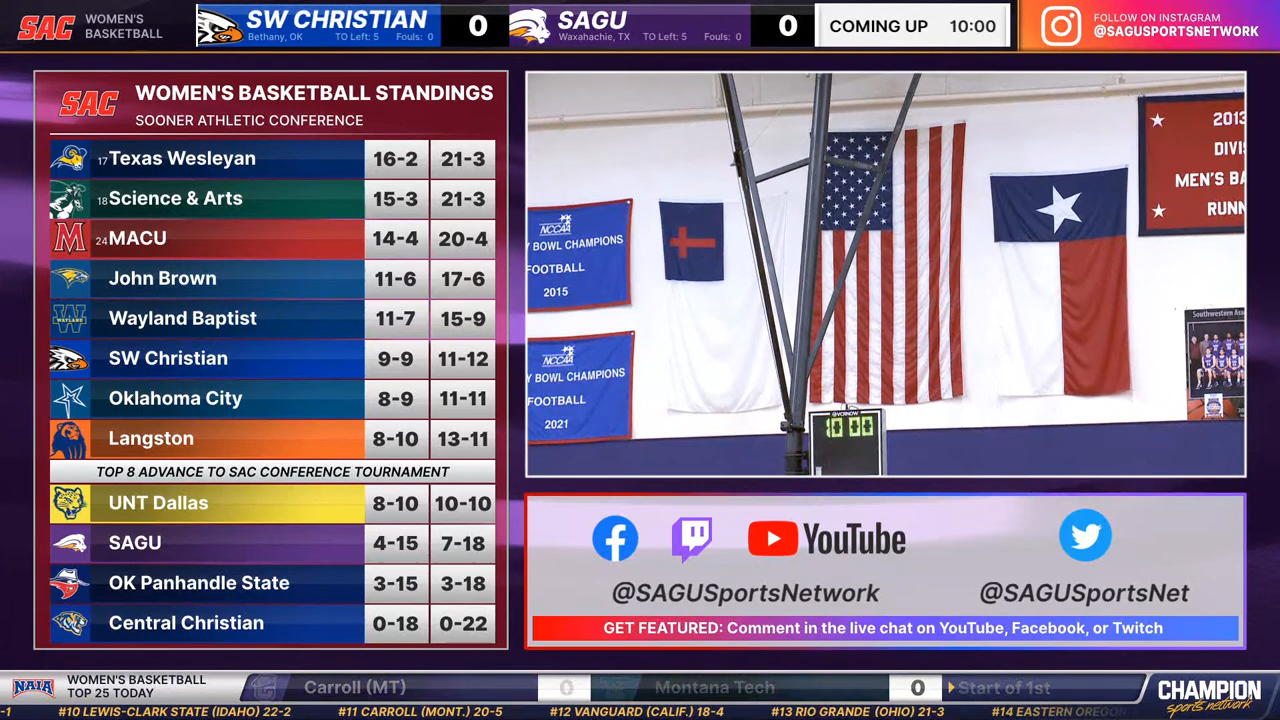 SAC
WOMEN'S
BASKETBALL
SW CHRISTIAN
Bethany, OK
TO Left: 5
Fouls: 0
0
SAGU
Waxahachie, TX
TO Left: 5
Fouls: 0
0
COMING UP
10:00
FOLLOW ON INSTAGRAM
@SAGUSPORTSNETWORK
SAC
WOMEN'S BASKETBALL STANDINGS
SOONER ATHLETIC CONFERENCE
17 Texas Wesleyan 16-2 21-3
18 Science & Arts 15-3 21-3
M 24 MACU 14-4 20-4
John Brown 11-6 17-6
W WAYLAND Wayland Baptist 11-7 15-9
SW Christian 9-9 11-12
Oklahoma City 8-9 11-11
Langston 8-10 13-11
TOP 8 ADVANCE TO SAC CONFERENCE TOURNAMENT
UNT Dallas 8-10 10-10
SAGU 4-15 7-18
OK Panhandle State 3-15 3-18
Central Christian 0-18 0-22
NCCAA
Y BOWL CHAMPIONS
FOOTBALL
2015
NCCAA
Y BOWL CHAMPIONS
FOOTBALL
2021
2013
DIVI
MEN'S BA
RUNN
Southwestern Ass
10:00
YouTube
@SAGUSportsNetwork
@SAGUSportsNet
GET FEATURED: Comment in the live chat on YouTube, Facebook, or Twitch
NAIA
WOMEN'S BASKETBALL
TOP 25 TODAY
Carroll (MT) 0
Montana Tech 0
Start of 1st
CHAMPION
sports network
-1 #10 LEWIS-CLARK STATE (IDAHO) 22-2 #11 CARROLL (MONT.) 20-5 #12 VANGUARD (CALIF.) 18-4 #13 RIO GRANDE (OHIO) 21-3 #14 EASTERN OREGON